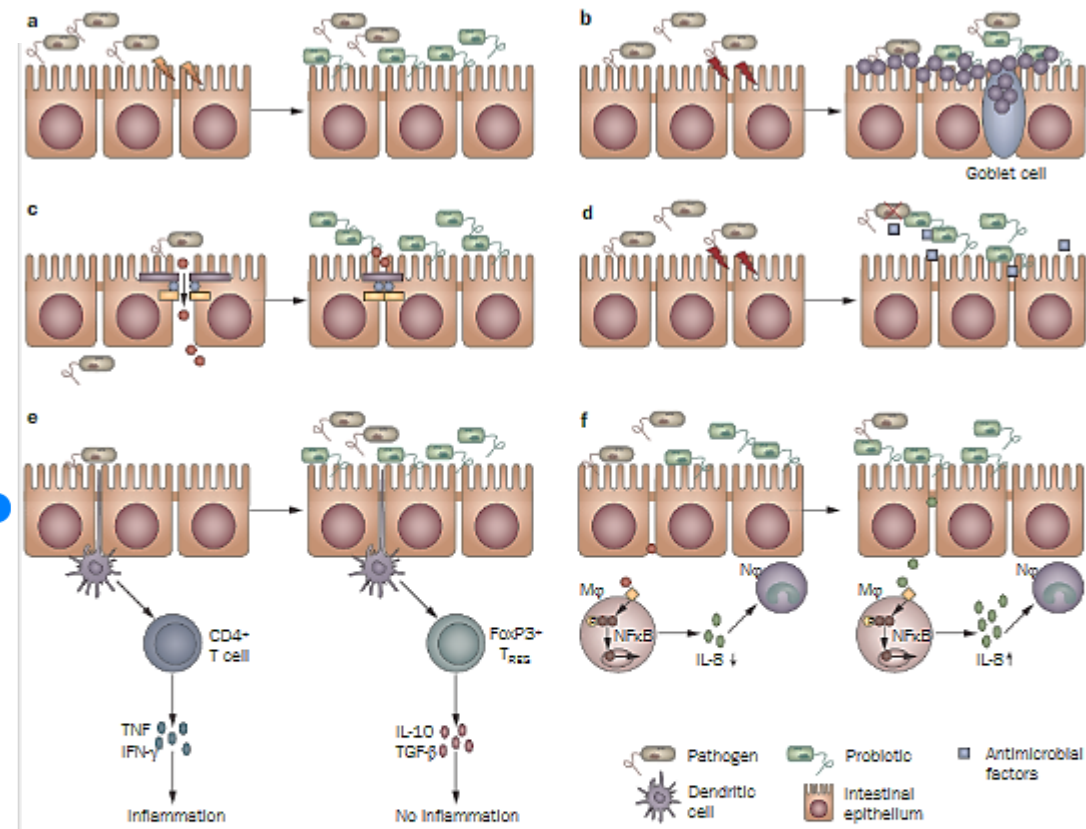 a
b
Goblet cell
c
d
e
CD4+
T cell
TNF
IFN-γ
Inflammation
FoxP3+
TREG
IL-10
TGF-β
No Inflammation
f
Mφ
NFκB
IL-8 ↓
Nφ
Mφ
NFκB
IL-8↑
Nφ
Pathogen
Probiotic
Antimicrobial
factors
Dendritic
cell
Intestinal
epithelium